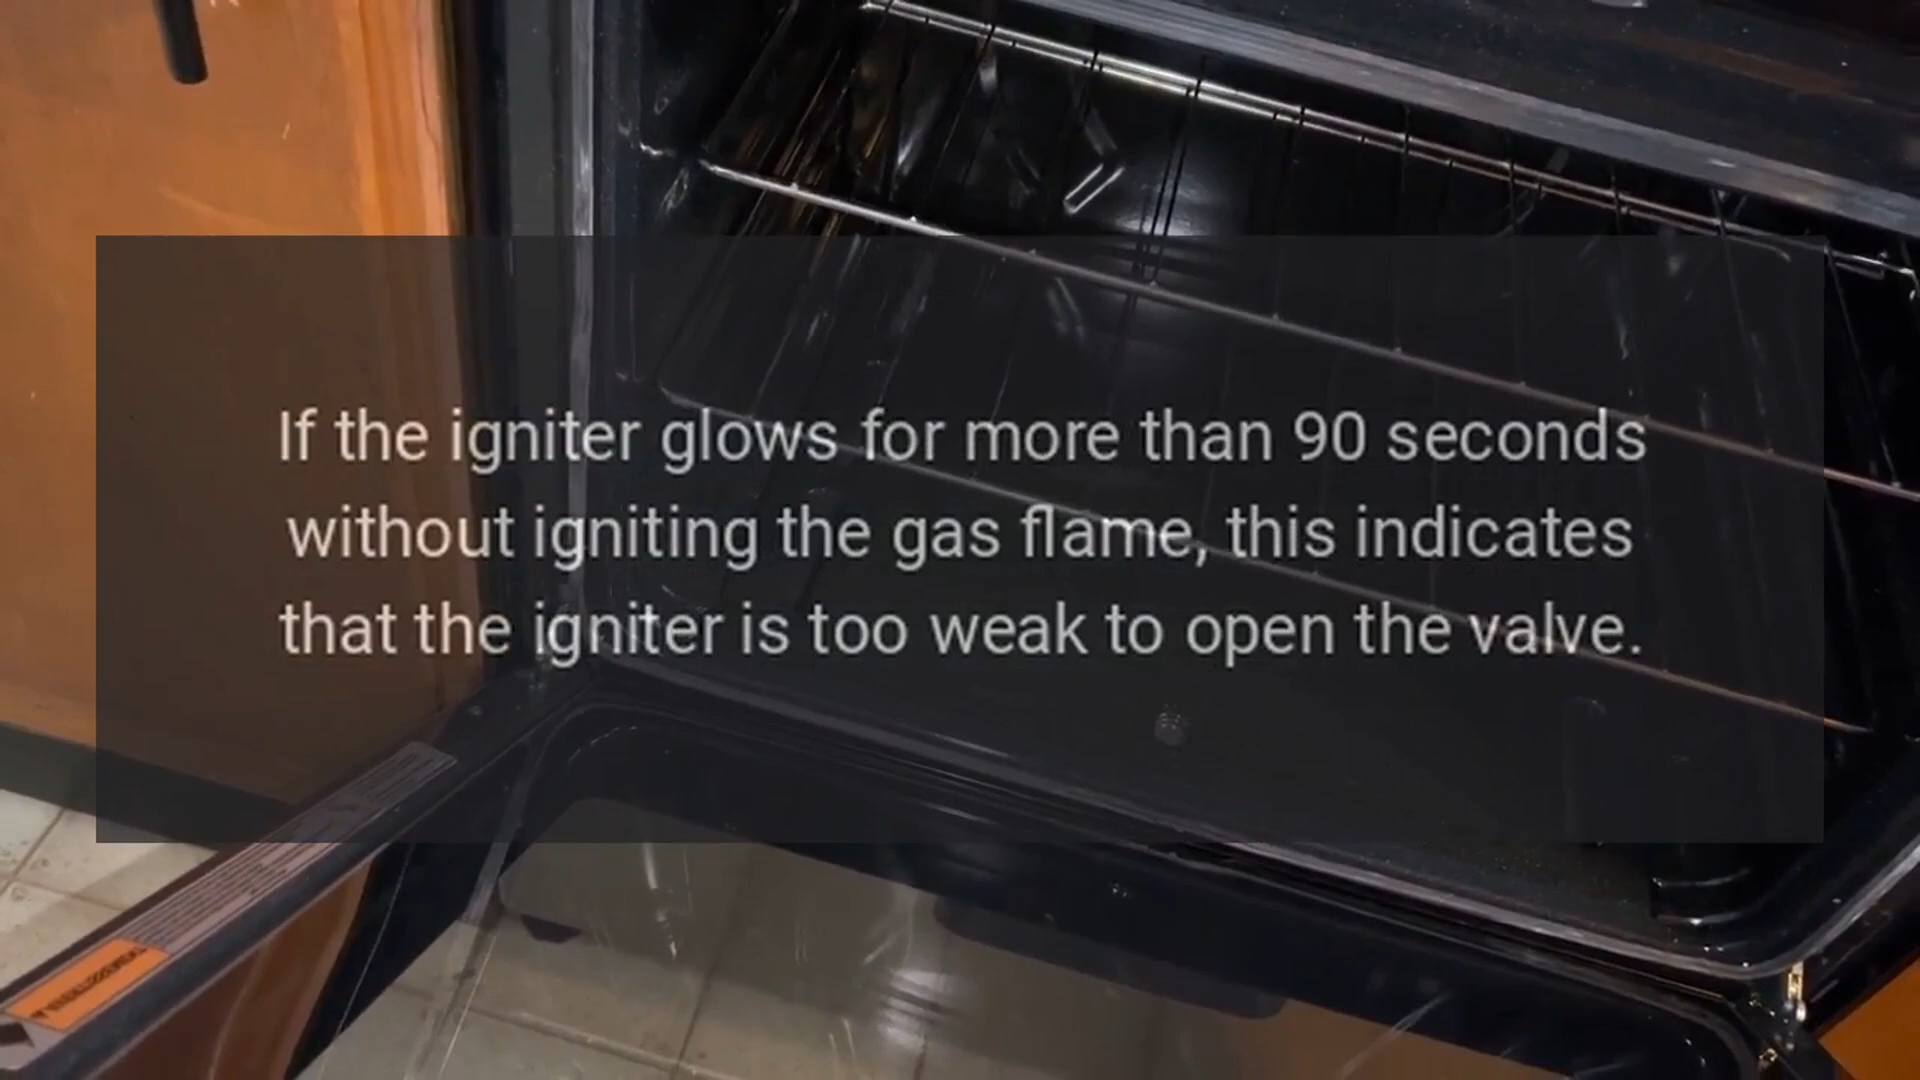 If the igniter glows for more than 90 seconds
without igniting the gas flame, this indicates
that the igniter is too weak to open the valve.